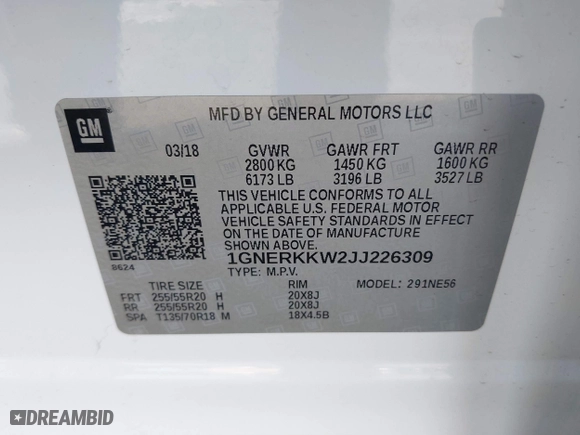 GM
MFD BY GENERAL MOTORS LLC
03/18 GVWR GAWR FRT GAWR RR
2800 KG 1450 KG 1600 KG
6173 LB 3196 LB 3527 LB
THIS VEHICLE CONFORMS TO ALL
APPLICABLE U.S. FEDERAL MOTOR
VEHICLE SAFETY STANDARDS IN EFFECT
ON THE DATE OF MANUFACTURE
SHOWN ABOVE.
8624
1GNERKKW2JJ226309
TYPE: M.P.V. MODEL: 291NE56
TIRE SIZE RIM
FRT 255/55R20 H 20X8J
RR 255/55R20 H 20X8J
SPA T135/70R18 M 18X4.5B
DREAMBID